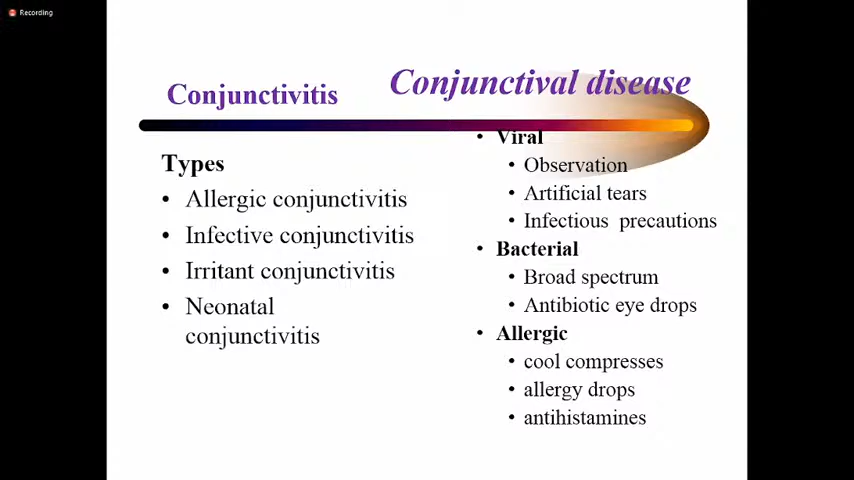 Recording
Conjunctival disease
Conjunctivitis
Types
• Allergic conjunctivitis
• Infective conjunctivitis
• Irritant conjunctivitis
• Neonatal
conjunctivitis
• Viral
• Observation
• Artificial tears
• Infectious precautions
• Bacterial
• Broad spectrum
• Antibiotic eye drops
• Allergic
• cool compresses
• allergy drops
• antihistamines